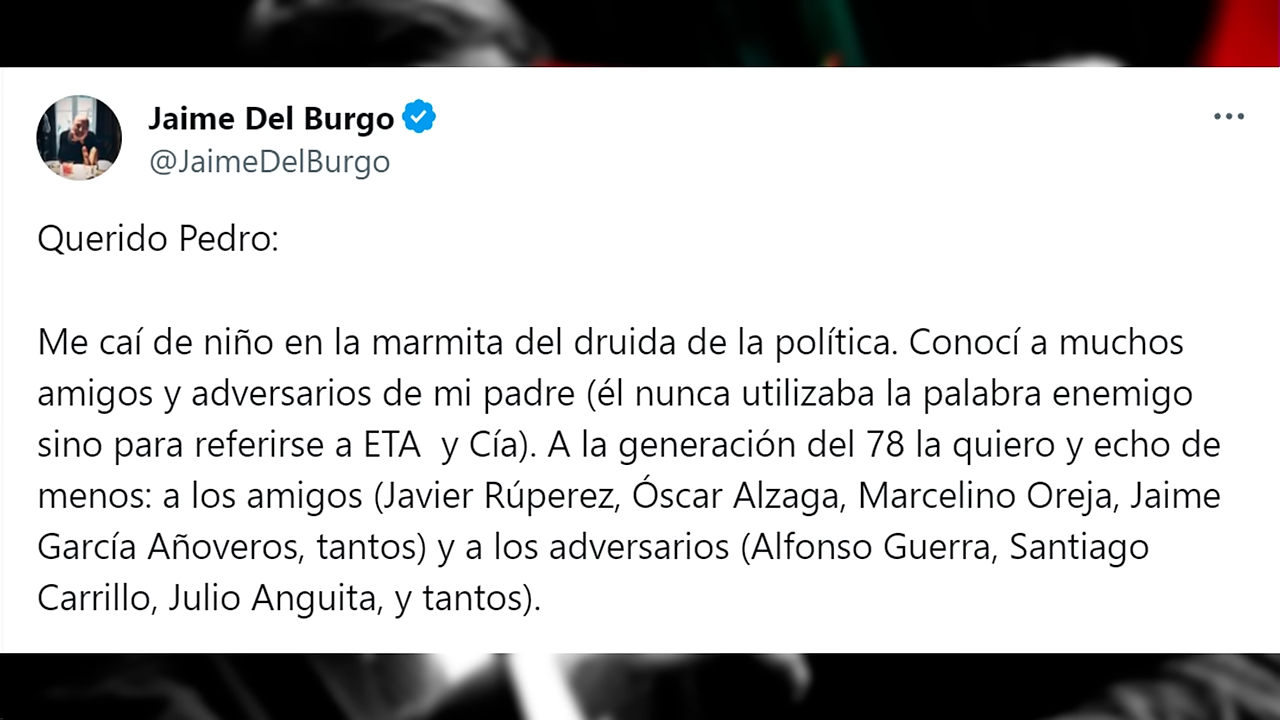 Jaime Del Burgo
@JaimeDelBurgo
Querido Pedro:
Me caí de niño en la marmita del druida de la política. Conocí a muchos
amigos y adversarios de mi padre (él nunca utilizaba la palabra enemigo
sino para referirse a ETA  y Cía). A la generación del 78 la quiero y echo de
menos: a los amigos (Javier Rúperez, Óscar Alzaga, Marcelino Oreja, Jaime
García Añoveros, tantos) y a los adversarios (Alfonso Guerra, Santiago
Carrillo, Julio Anguita, y tantos).